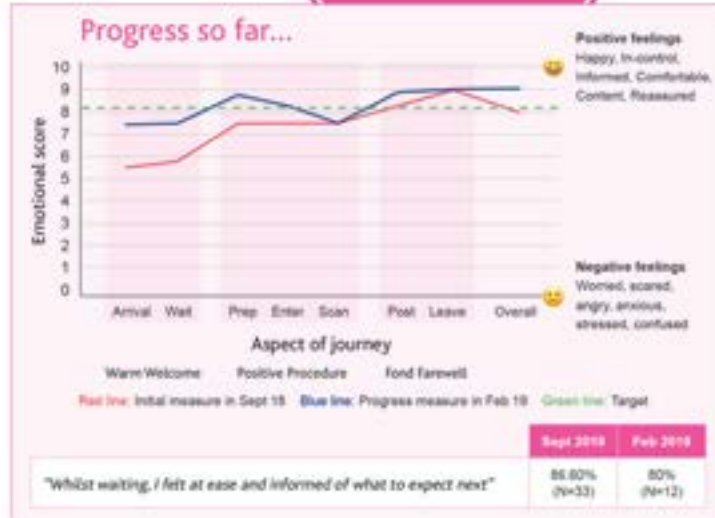 Progress so far...
Positive feelings
Happy, In-control,
Informed, Comfortable,
Content, Reassured
10
9
8
7
6
5
4
3
2
1
0
Emotional score
Negative feelings
Worried, scared,
angry, anxious,
stressed, confused
Arrival Wait Prep Enter Scan Post Leave Overall
Aspect of journey
Warm Welcome Positive Procedure Fond Farewell
Red line: Initial measure in Sept 18 Blue line: Progress measure in Feb 19 Green line: Target
Sept 2018 Feb 2019
"Whilst waiting, I felt at ease and informed of what to expect next"
86.60% 80%
(N=33) (N=12)